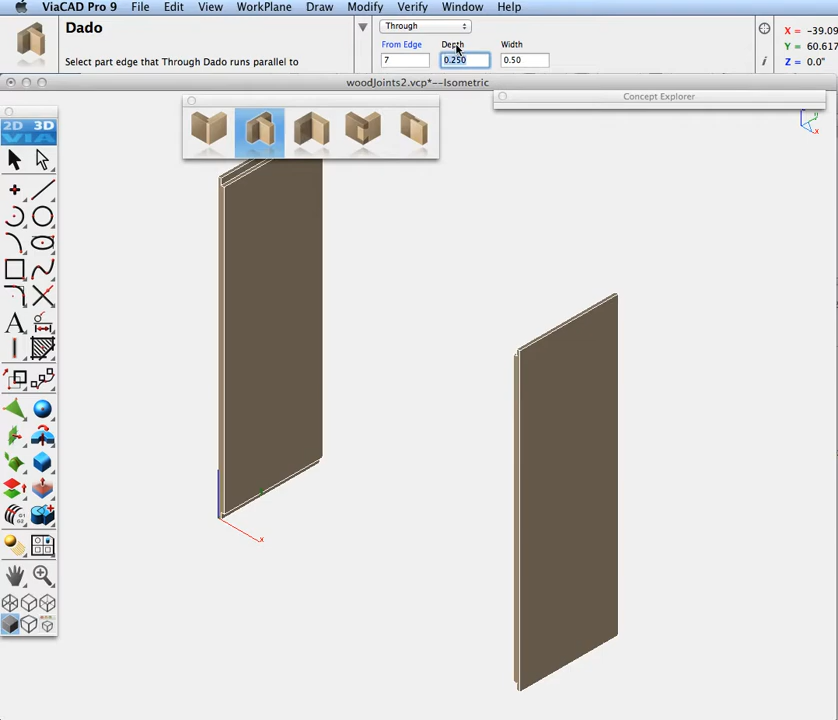 ViaCAD Pro 9 File Edit View WorkPlane Draw Modify Verify Window Help
Dado
Select part edge that Through Dado runs parallel to
Through
From Edge Depth Width
7 0.250 0.50
X = -39.09
Y = 60.617
Z = 0.0"
woodJoints2.vcp*--Isometric
Concept Explorer
2D 3D
VIA
A
G1
G2
x
y
x